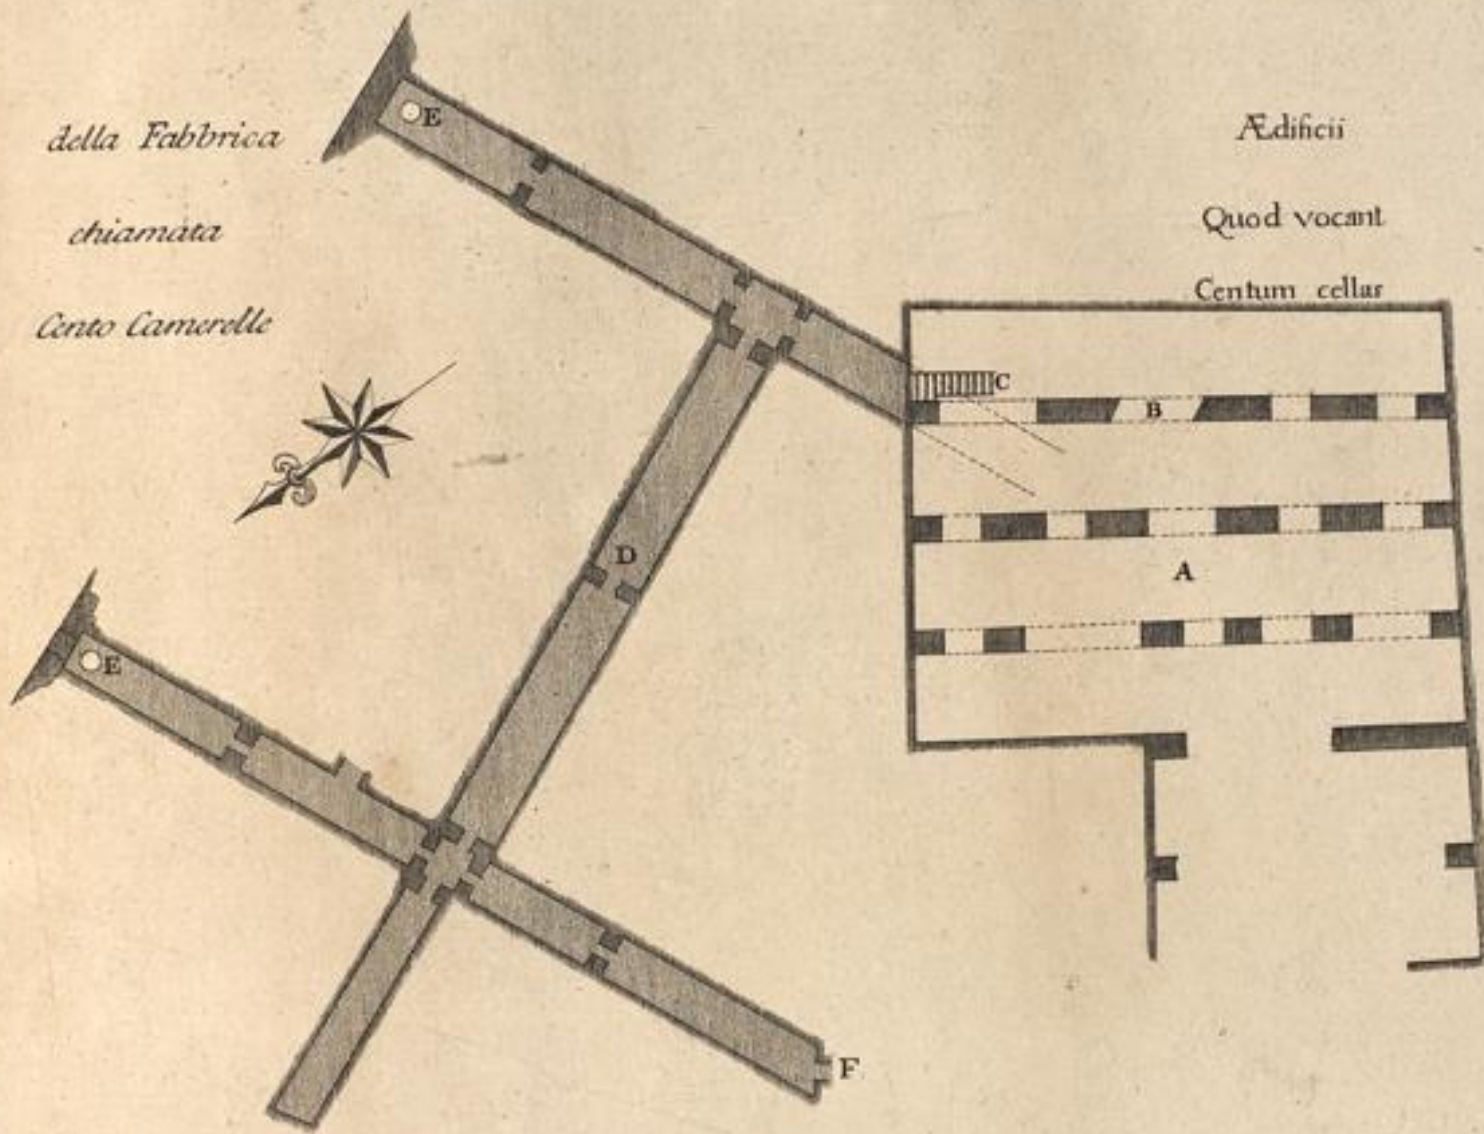 della Fabbrica
chiamata
Cento Camerelle
Ædificii
Quod vocant
Centum cellas
E
C
B
D
A
E
F